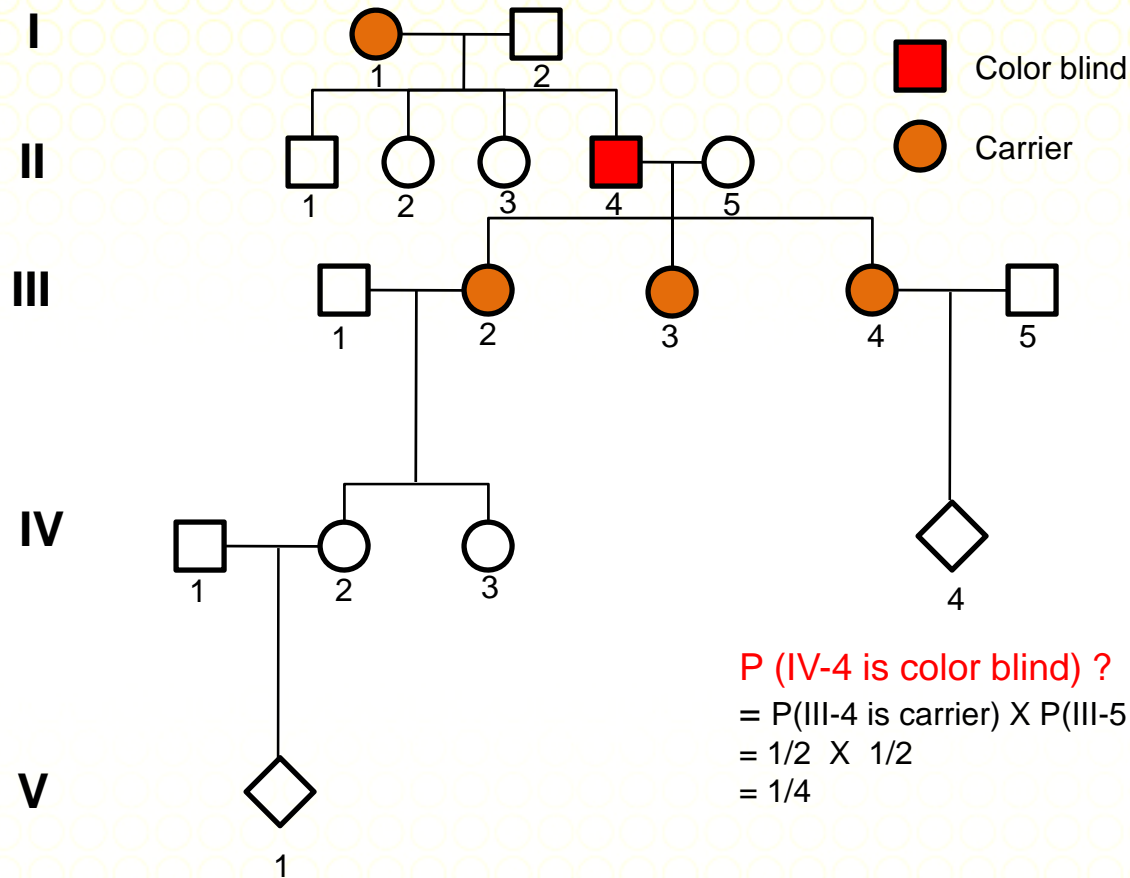 I
1
2
Color blind
Carrier
II
1
2
3
4
5
III
1
2
3
4
5
IV
1
2
3
4
P (IV-4 is color blind) ?
= P(III-4 is carrier) X P(III-5
= 1/2 X 1/2
= 1/4
V
1